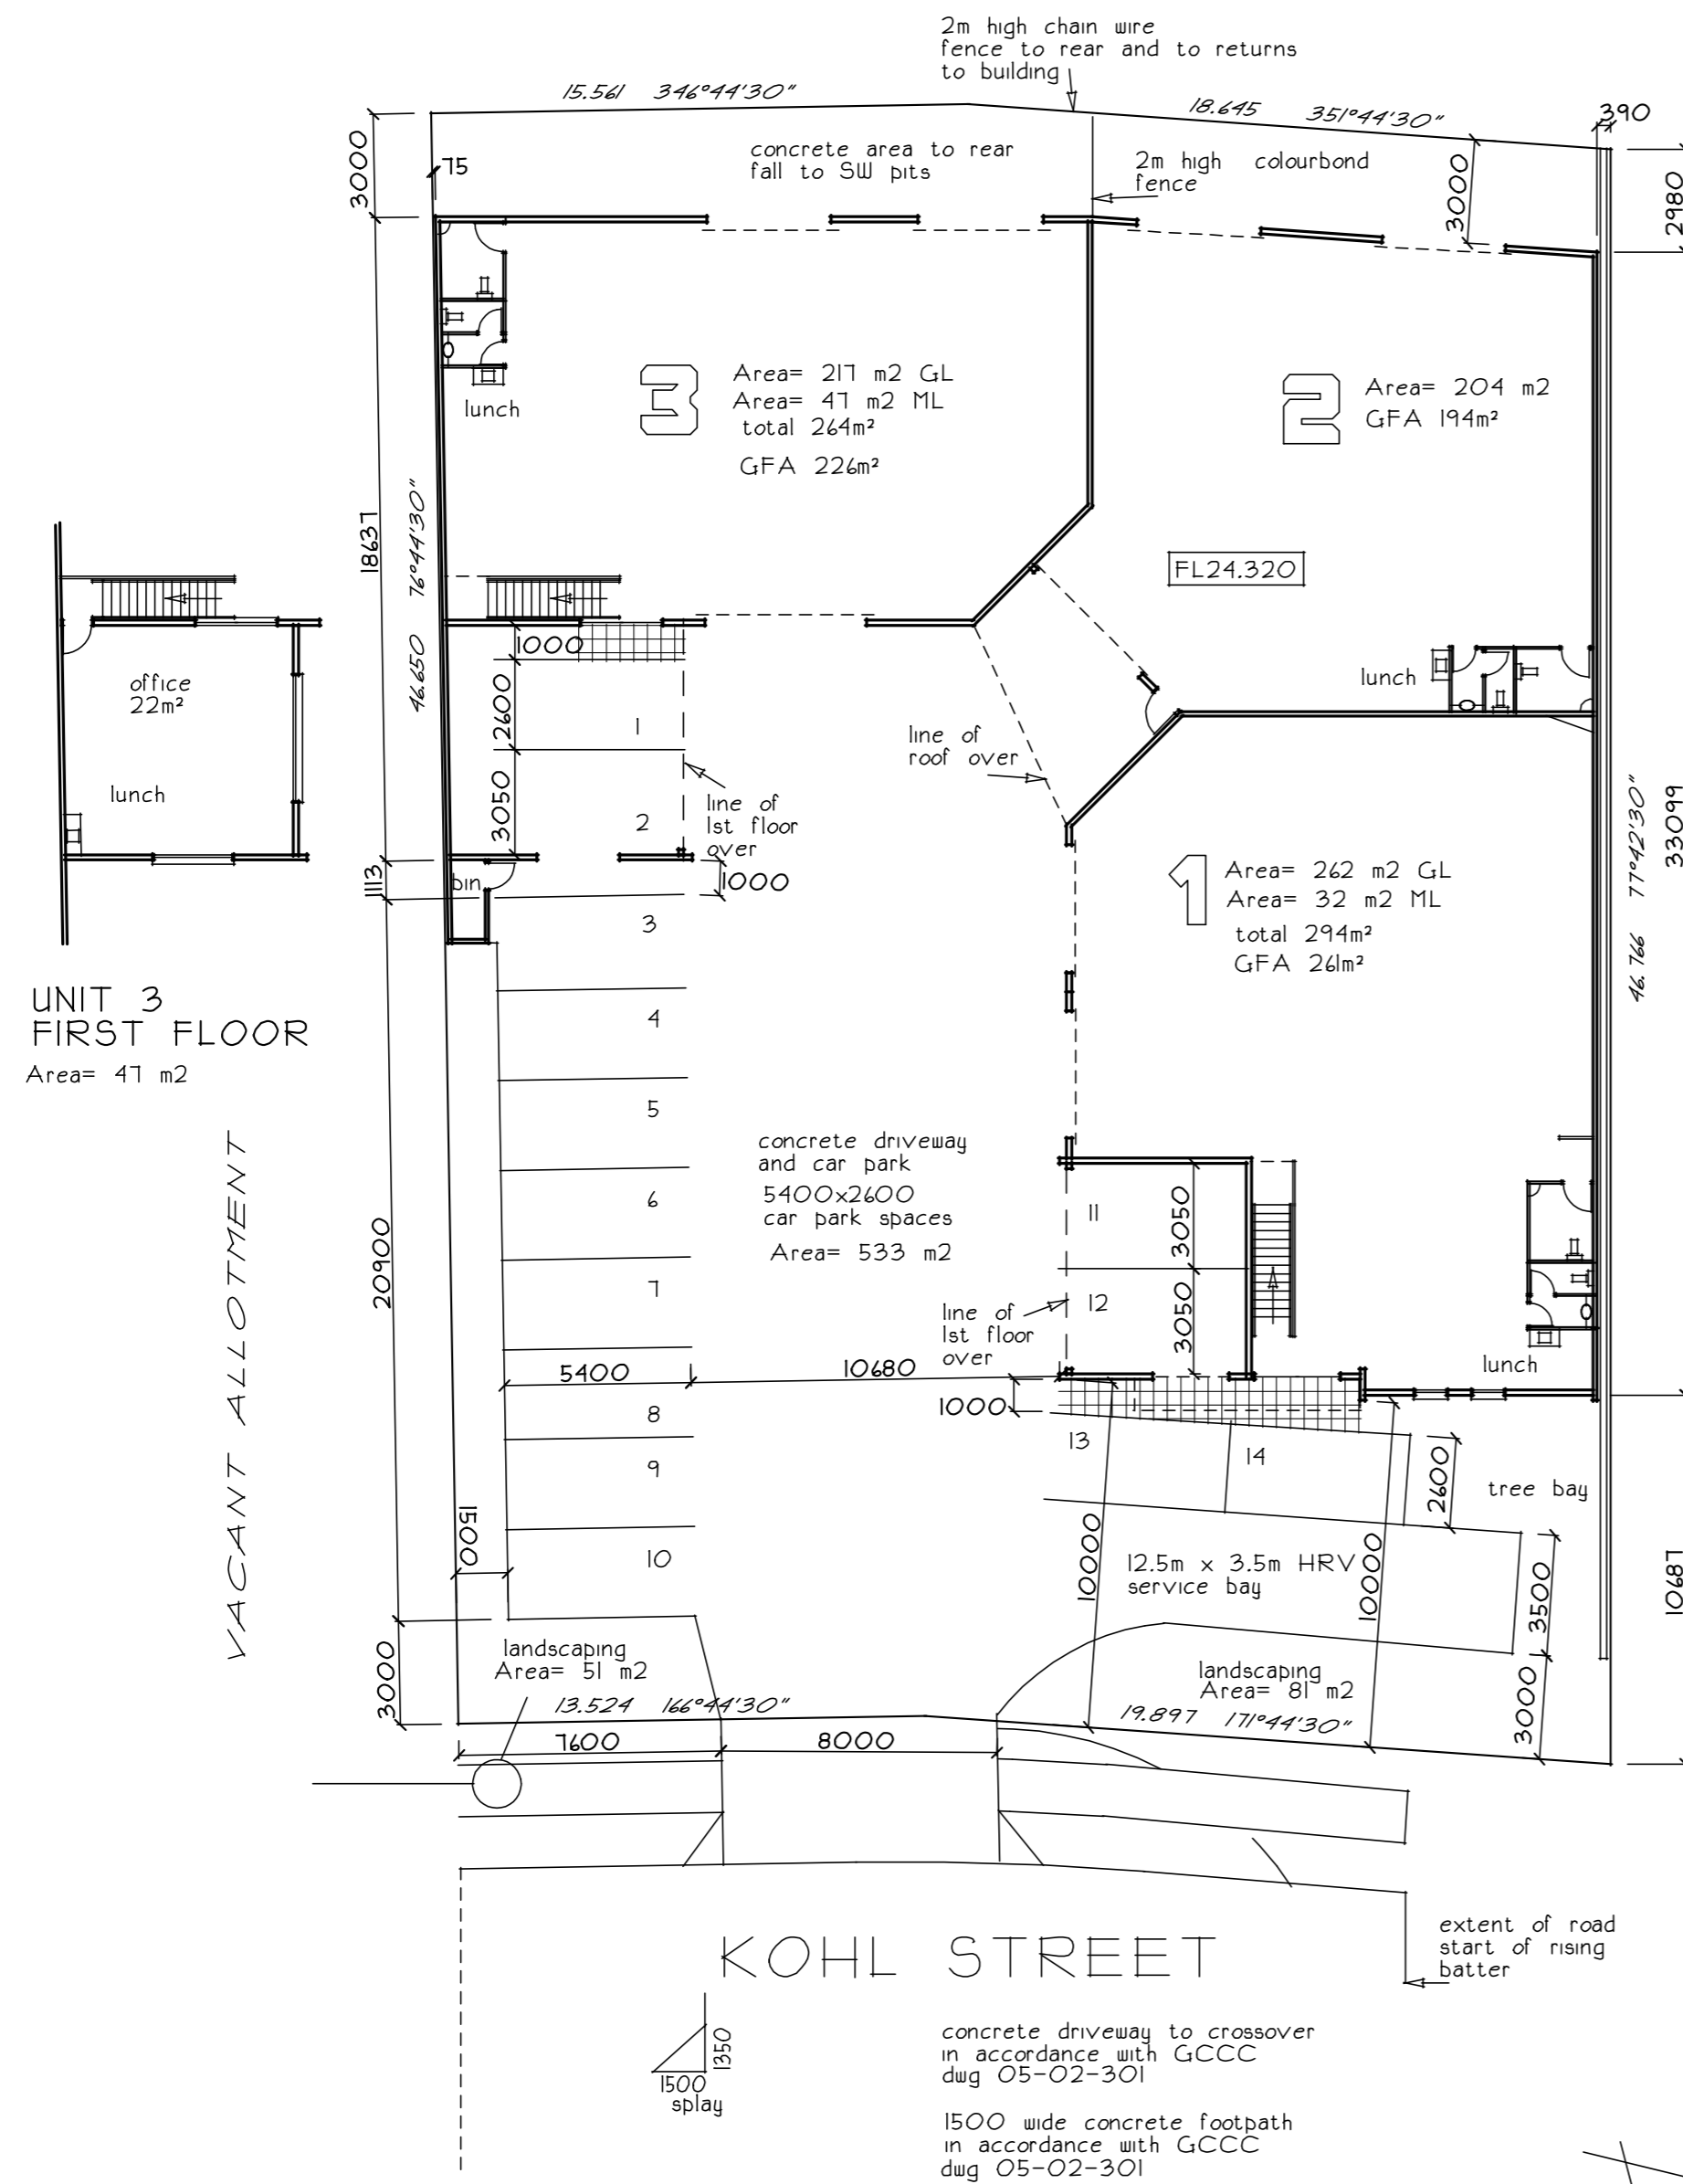 2m high chain wire
fence to rear and to returns
to building
15.561 346°44'30"
18.645 351°44'30"
390
3000
75
concrete area to rear
fall to SW pits
2m high colourbond
fence
3000
2980
3
Area= 217 m2 GL
Area= 47 m2 ML
total 264m²
GFA 226m²
2
Area= 204 m2
GFA 194m²
lunch
18637
46.650 76°44'30"
FL24.320
office
22m²
lunch
1000
2600
1
3050
2
line of
1st floor
over
line of
roof over
lunch
77°42'30"
46.766
33099
1113
bin
1000
3
1
Area= 262 m2 GL
Area= 32 m2 ML
total 294m²
GFA 261m²
UNIT 3
FIRST FLOOR
Area= 47 m2
4
5
6
7
VACANT ALLOTMENT
20900
concrete driveway
and car park
5400x2600
car park spaces
Area= 533 m2
11
3050
12
3050
line of
1st floor
over
lunch
5400
10680
1000
8
9
10
13
14
2600
tree bay
1500
10000
12.5m x 3.5m HRV
service bay
10000
3500
10687
3000
landscaping
Area= 51 m2
landscaping
Area= 81 m2
3000
13.524 166°44'30"
19.897 171°44'30"
7600
8000
KOHL STREET
extent of road
start of rising
batter
1350
1500
splay
concrete driveway to crossover
in accordance with GCCC
dwg 05-02-301
1500 wide concrete footpath
in accordance with GCCC
dwg 05-02-301